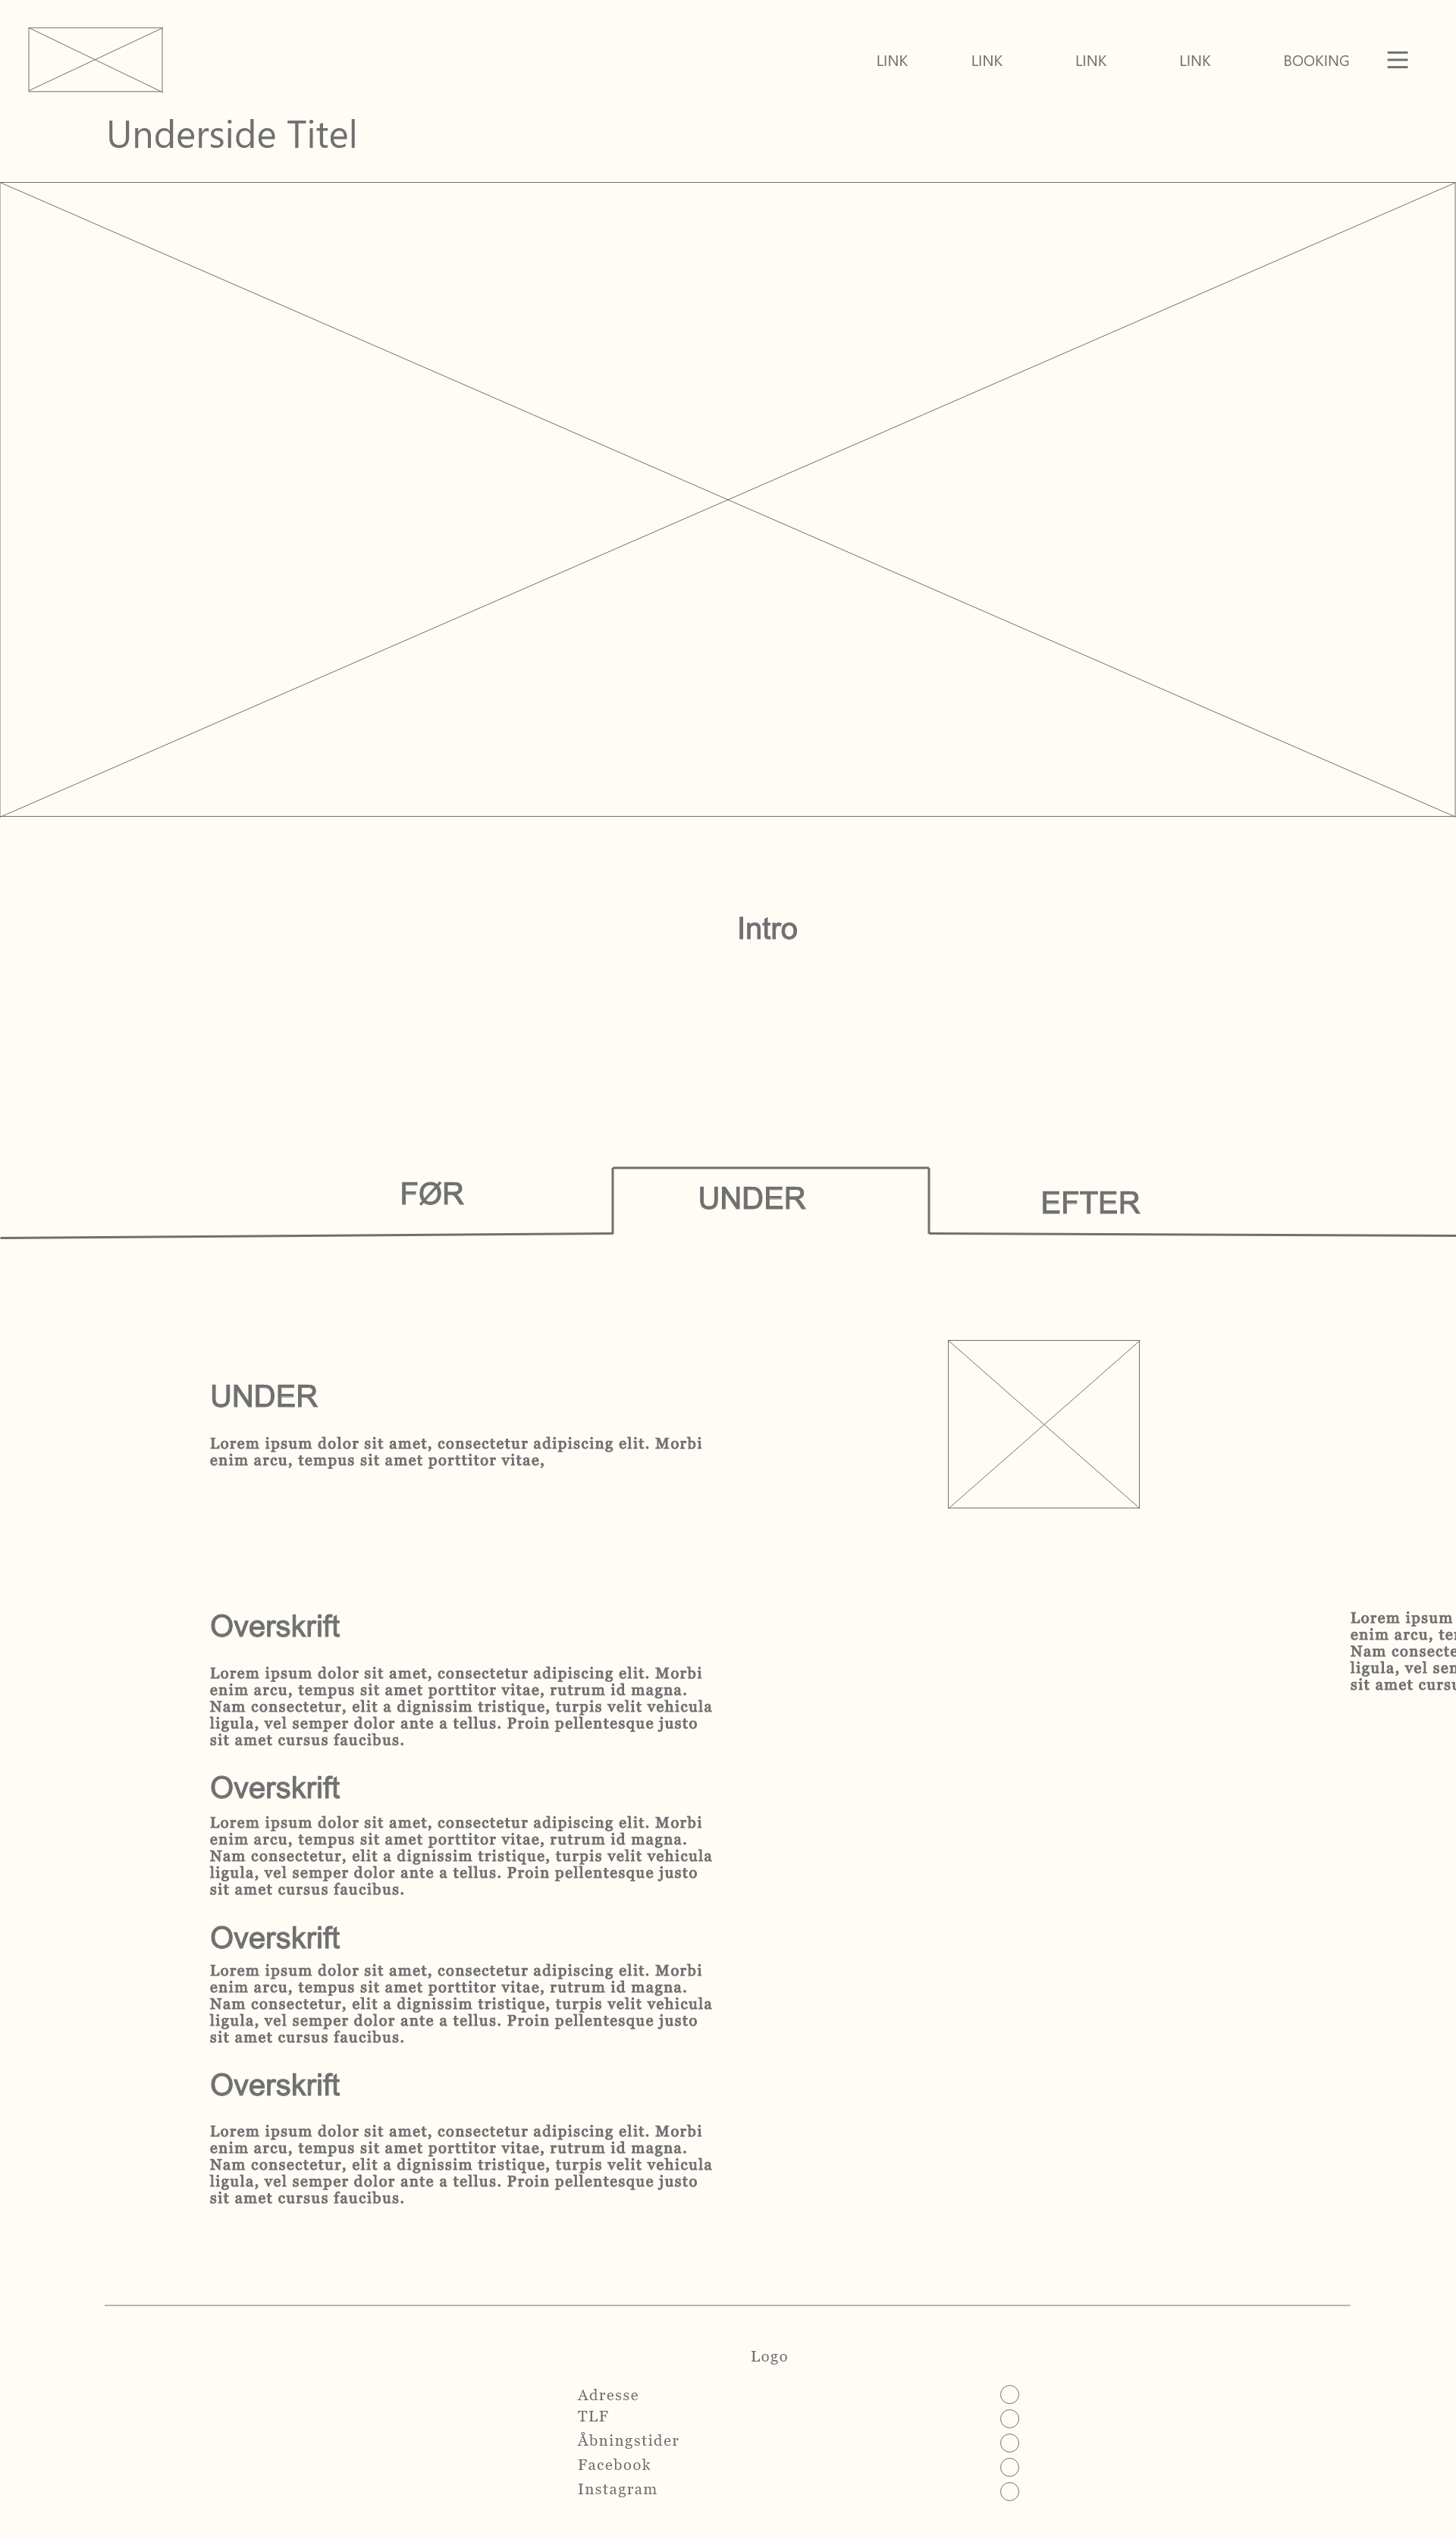 LINK LINK LINK LINK BOOKING
Underside Titel
Intro
FØR UNDER EFTER
UNDER
Lorem ipsum dolor sit amet, consectetur adipiscing elit. Morbi
enim arcu, tempus sit amet porttitor vitae,
Overskrift
Lorem ipsum dolor sit amet, consectetur adipiscing elit. Morbi
enim arcu, tempus sit amet porttitor vitae, rutrum id magna.
Nam consectetur, elit a dignissim tristique, turpis velit vehicula
ligula, vel semper dolor ante a tellus. Proin pellentesque justo
sit amet cursus faucibus.
Lorem ipsum
enim arcu,
Nam
ligula, vel
sit amet
Overskrift
Lorem ipsum dolor sit amet, consectetur adipiscing elit. Morbi
enim arcu, tempus sit amet porttitor vitae, rutrum id magna.
Nam consectetur, elit a dignissim tristique, turpis velit vehicula
ligula, vel semper dolor ante a tellus. Proin pellentesque justo
sit amet cursus faucibus.
Overskrift
Lorem ipsum dolor sit amet, consectetur adipiscing elit. Morbi
enim arcu, tempus sit amet porttitor vitae, rutrum id magna.
Nam consectetur, elit a dignissim tristique, turpis velit vehicula
ligula, vel semper dolor ante a tellus. Proin pellentesque justo
sit amet cursus faucibus.
Overskrift
Lorem ipsum dolor sit amet, consectetur adipiscing elit. Morbi
enim arcu, tempus sit amet porttitor vitae, rutrum id magna.
Nam consectetur, elit a dignissim tristique, turpis velit vehicula
ligula, vel semper dolor ante a tellus. Proin pellentesque justo
sit amet cursus faucibus.
Logo
Adresse
TLF
Åbningstider
Facebook
Instagram